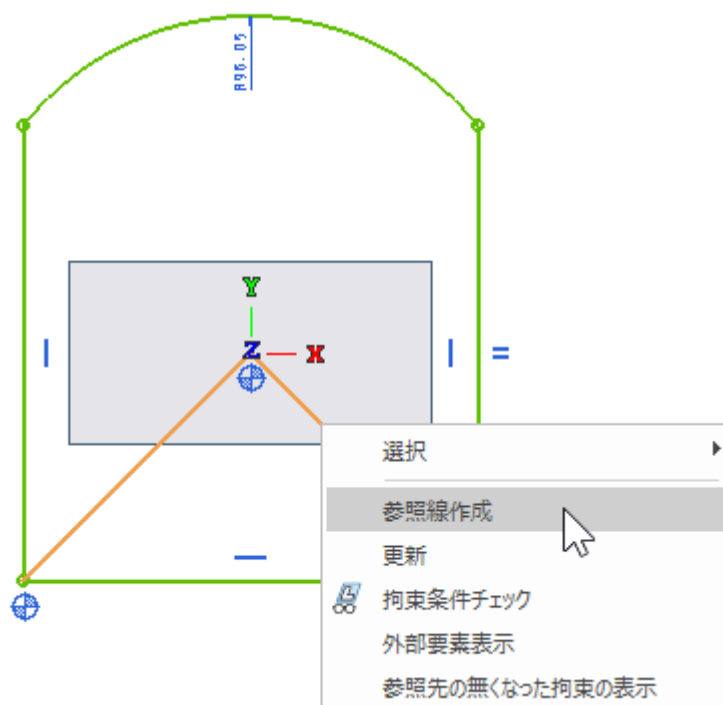 R96.05
Y
Z
X
=
選択
参照線作成
更新
拘束条件チェック
外部要素表示
参照先の無くなった拘束の表示